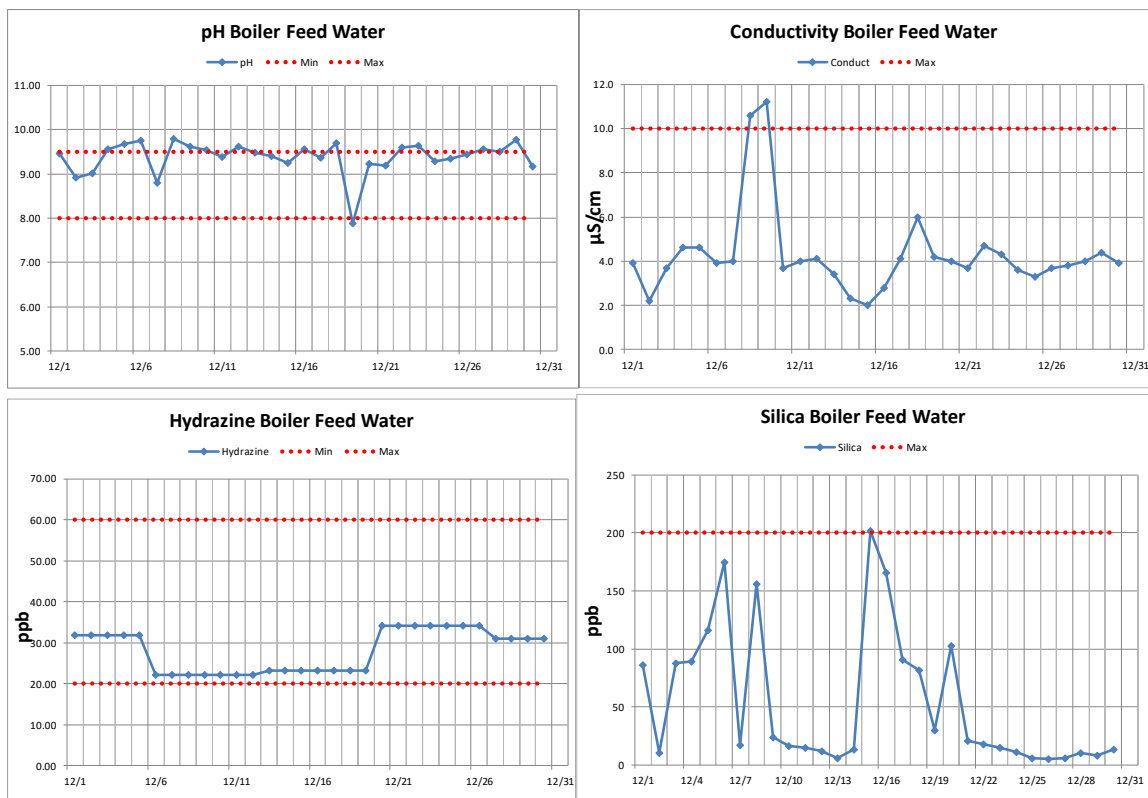 pH Boiler Feed Water
pH Min Max
11.00
10.00
9.00
8.00
7.00
6.00
5.00
12/1 12/6 12/11 12/16 12/21 12/26 12/31
Conductivity Boiler Feed Water
Conduct Max
µS/cm
12.0
10.0
8.0
6.0
4.0
2.0
0.0
12/1 12/6 12/11 12/16 12/21 12/26 12/31
Hydrazine Boiler Feed Water
Hydrazine Min Max
ppb
70.00
60.00
50.00
40.00
30.00
20.00
10.00
0.00
12/1 12/6 12/11 12/16 12/21 12/26 12/31
Silica Boiler Feed Water
Silica Max
ppb
250
200
150
100
50
0
12/1 12/4 12/7 12/10 12/13 12/16 12/19 12/22 12/25 12/28 12/31